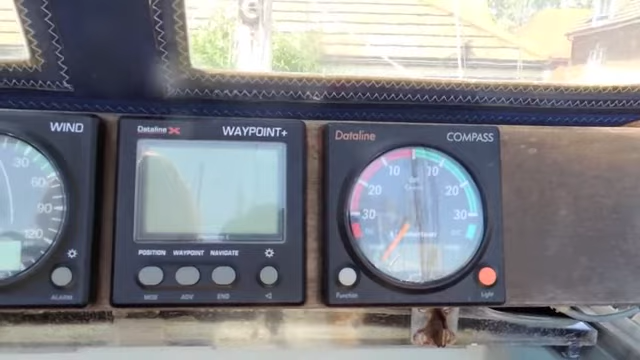 WIND
30
60
90
120
ALARM
Dataline X
WAYPOINT+
POSITION WAYPOINT NAVIGATE
MOB ADV END
Dataline
COMPASS
10 10
20 20
30 30
Function
Light